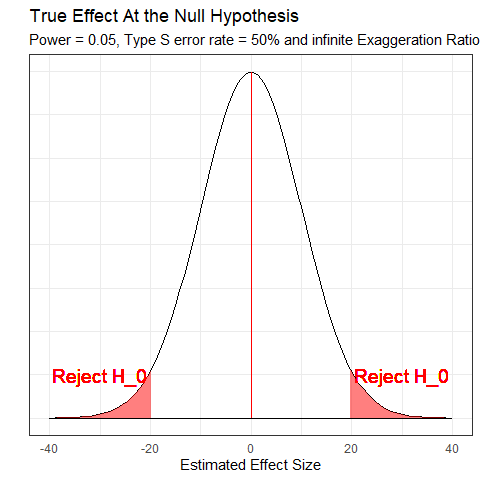 True Effect At the Null Hypothesis
Power = 0.05, Type S error rate = 50% and infinite Exaggeration Ratio
Reject H_0 Reject H_0
-40 -20 0 20 40
Estimated Effect Size